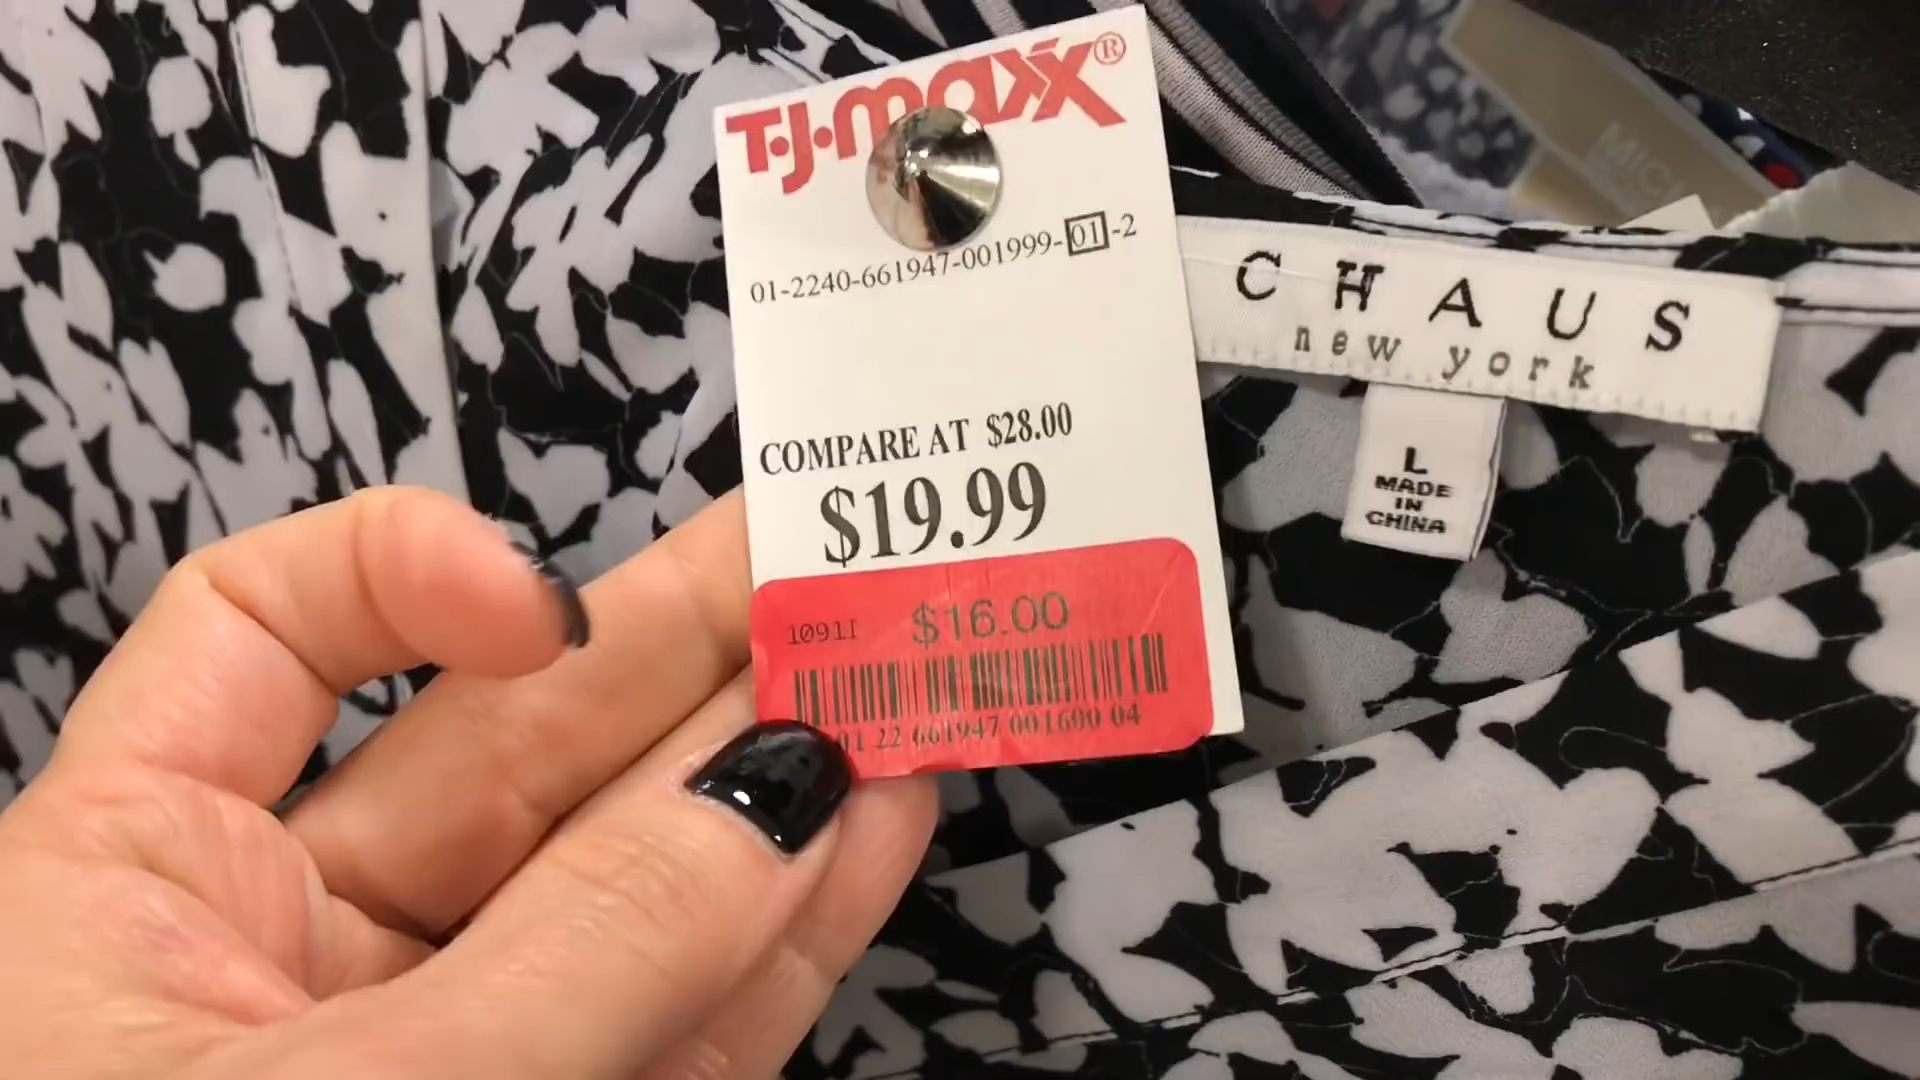 T·J·maxx®
01-2240-661947-001999-01-2
COMPARE AT $28.00
$19.99
1091I $16.00
01 22 661947 001600 04
CHAUS
new york
L
MADE
IN
CHINA